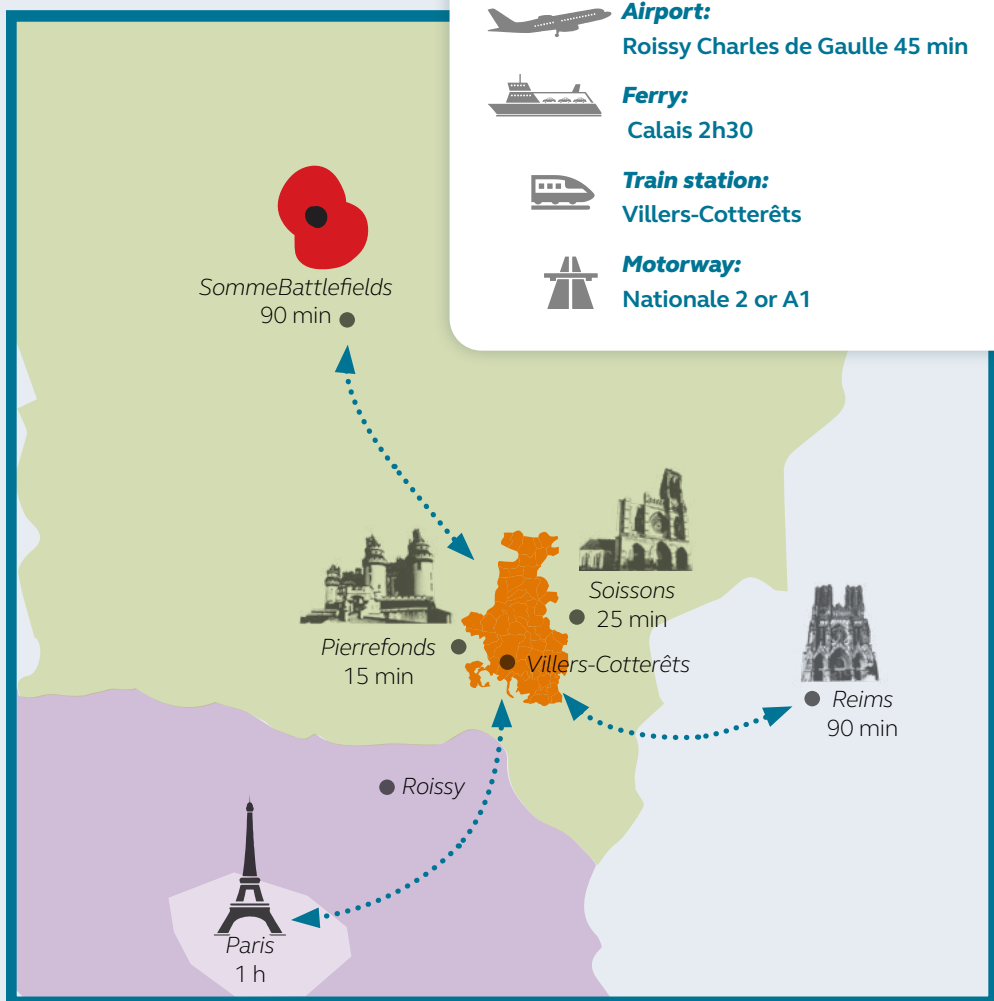 Airport:
Roissy Charles de Gaulle 45 min
Ferry:
Calais 2h30
Train station:
Villers-Cotterêts
Motorway:
Nationale 2 or A1
SommeBattlefields
90 min
Soissons
25 min
Pierrefonds
15 min
Villers-Cotterêts
Reims
90 min
Roissy
Paris
1 h